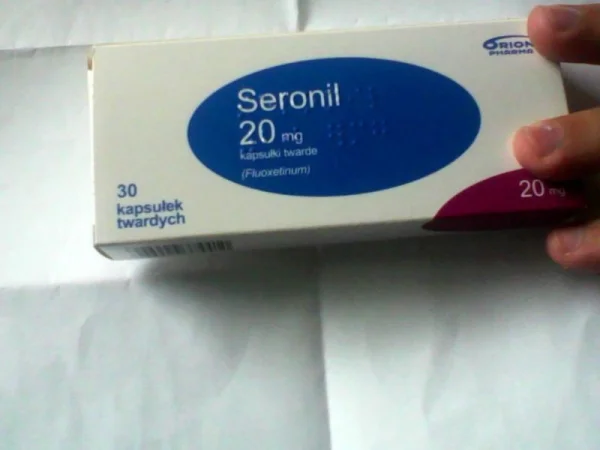 ORION
PHARMA
Seronil
20 mg
kapsułki twarde
(Fluoxetinum)
30
kapsułek
twardych
20 mg